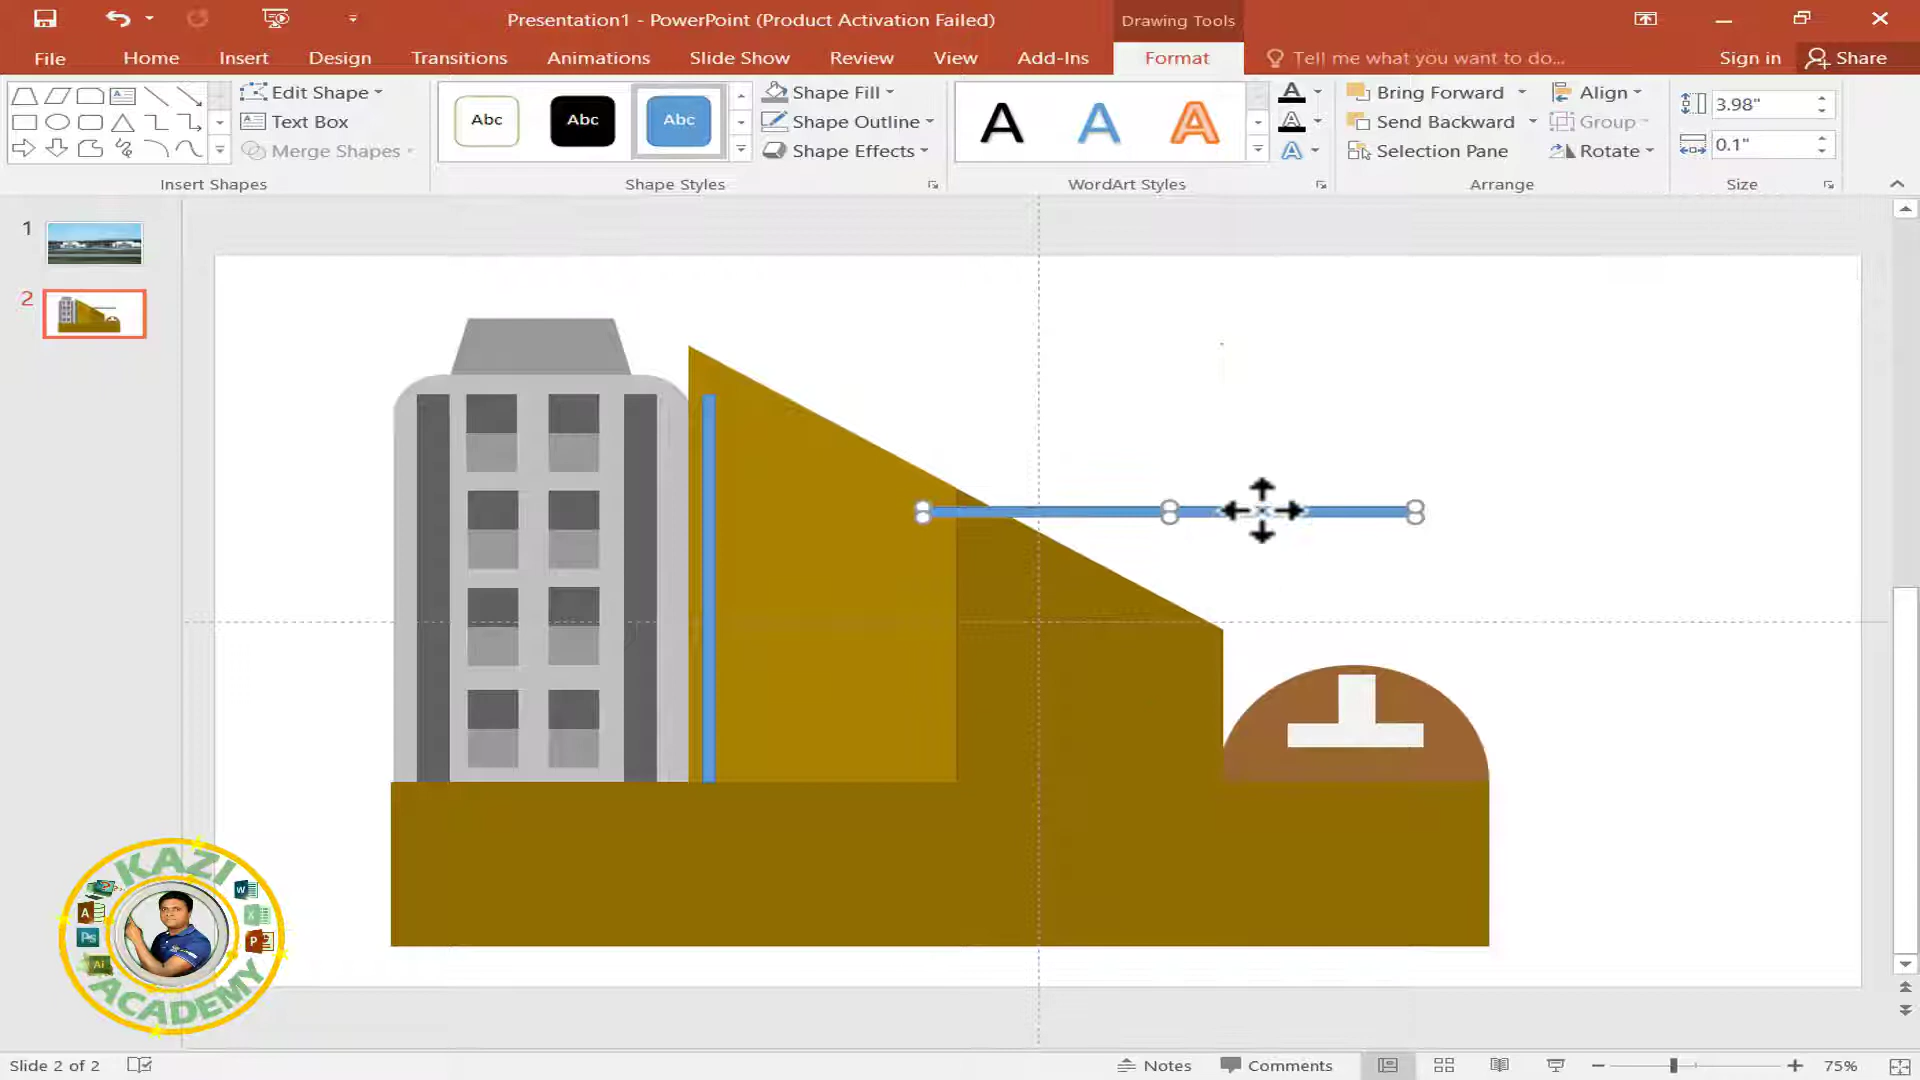 Presentation1 - PowerPoint (Product Activation Failed)
Drawing Tools
File
Home
Insert
Design
Transitions
Animations
Slide Show
Review
View
Add-Ins
Format
Tell me what you want to do...
Sign in
Share
Edit Shape
Text Box
Merge Shapes
Insert Shapes
Abc
Abc
Abc
Shape Fill
Shape Outline
Shape Effects
Shape Styles
A
A
A
A
A
A
WordArt Styles
Bring Forward
Send Backward
Selection Pane
Align
Group
Rotate
Arrange
3.98"
0.1"
Size
1
2
KAZI
ACADEMY
A
Ps
Ai
W
X
P
Slide 2 of 2
Notes
Comments
75%